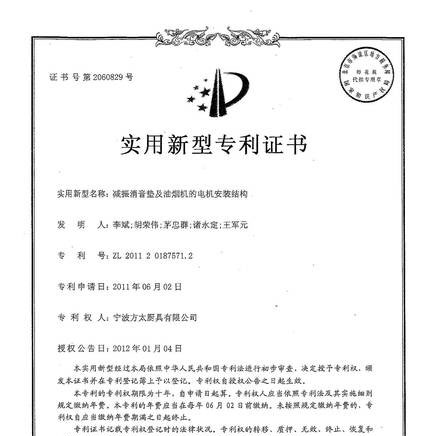 证书号第2060829号
印花税
代扣专用章
实用新型专利证书
实用新型名称：减振消音垫及油烟机的电机安装结构
发 明 人：李斌;胡荣伟;茅忠群;诸永定;王军元
专 利 号：ZL 2011 2 0187571.2
专利申请日：2011年06月02日
专 利 权 人：宁波方太厨具有限公司
授权公告日：2012年01月04日
本实用新型经过本局依照中华人民共和国专利法进行初步审查，决定授予专利权，颁
发本证书并在专利登记簿上予以登记。专利权自授权公告之日起生效。
本专利的专利权期限为十年，自申请日起算。专利权人应当依照专利法及其实施细则
规定缴纳年费。本专利的年费应当在每年06月02日前缴纳。未按照规定缴纳年费的，专
利权自应当缴纳年费期满之日起终止。
专利证书记载专利权登记时的法律状况。专利权的转移、质押、无效、终止、恢复和